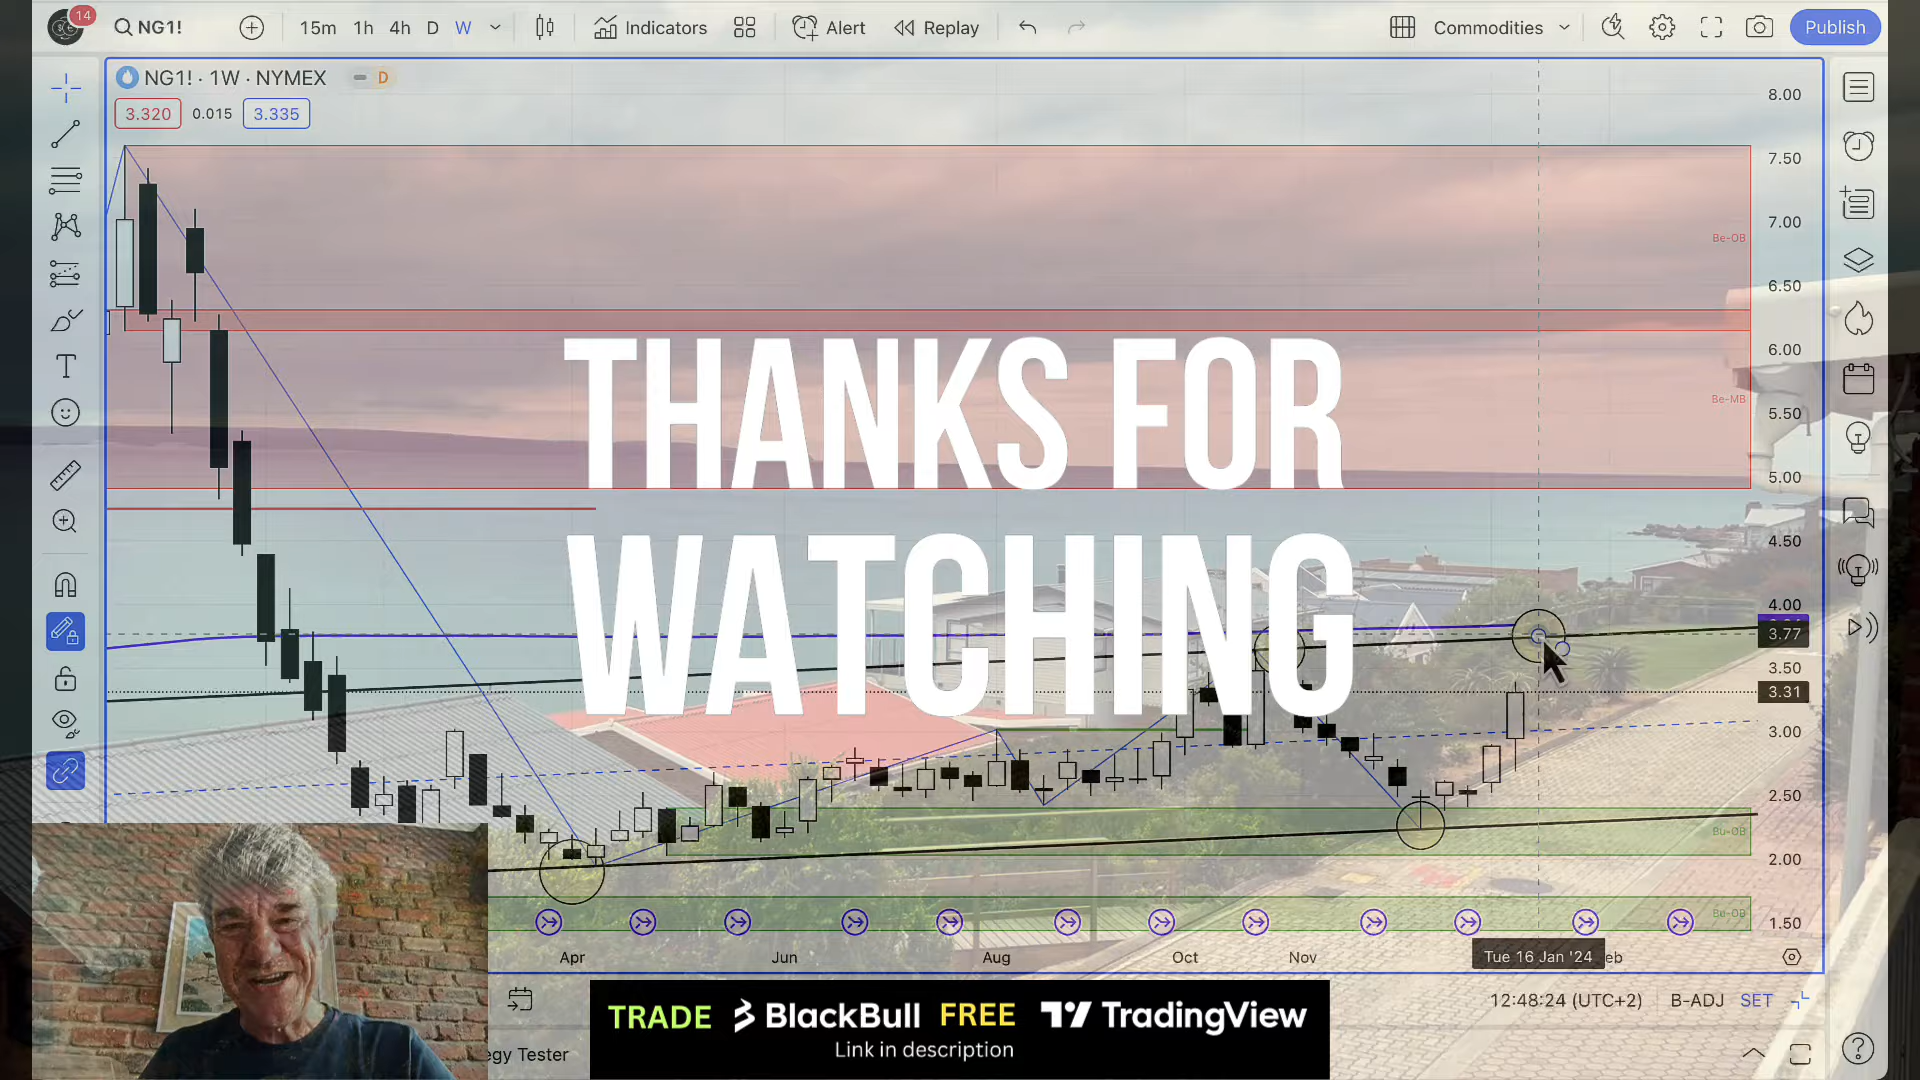 14
NG1!
15m
1h
4h
D
W
Indicators
Alert
Replay
Commodities
Publish
NG1! · 1W · NYMEX
D
3.320
0.015
3.335
8.00
7.50
7.00
Be-OB
6.50
6.00
5.50
Be-MB
5.00
4.50
4.00
3.77
3.50
3.31
3.00
2.50
Bu-OB
2.00
Bu-OB
1.50
THANKS FOR
WATCHING
Apr
Jun
Aug
Oct
Nov
Tue 16 Jan '24
eb
12:48:24 (UTC+2)
B-ADJ
SET
egy Tester
TRADE BlackBull FREE TradingView
Link in description